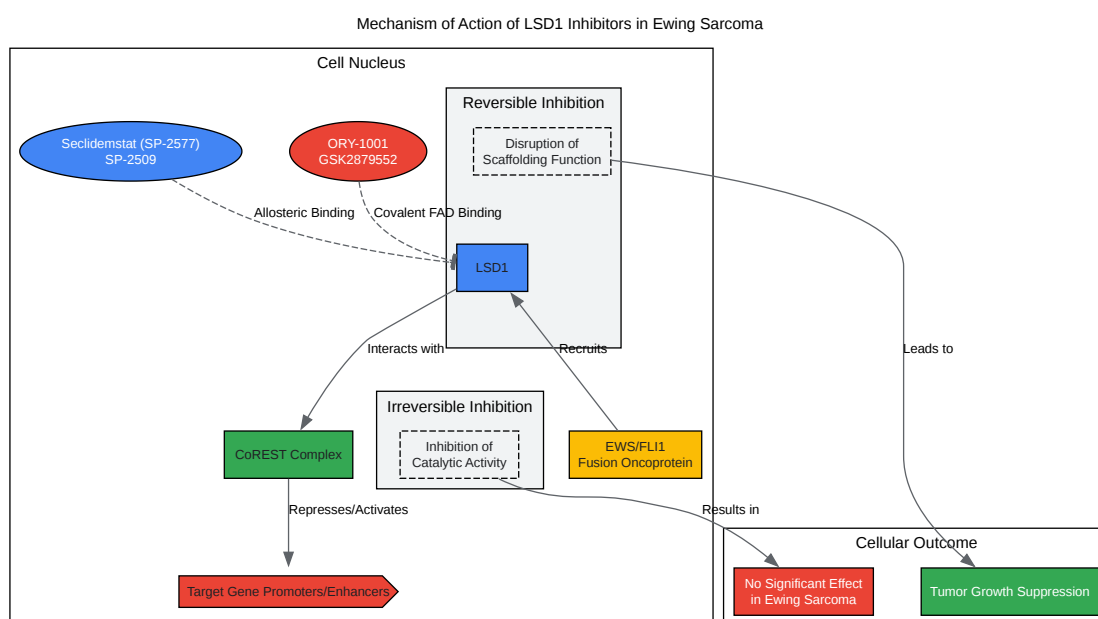 Mechanism of Action of LSD1 Inhibitors in Ewing Sarcoma
Cell Nucleus
Reversible Inhibition
Seclidemstat (SP-2577)
SP-2509
ORY-1001
GSK2879552
Disruption of
Scaffolding Function
Allosteric Binding
Covalent FAD Binding
LSD1
Interacts with
Recruits
Leads to
Irreversible Inhibition
Inhibition of
Catalytic Activity
CoREST Complex
EWS/FLI1
Fusion Oncoprotein
Represses/Activates
Results in
Cellular Outcome
Target Gene Promoters/Enhancers
No Significant Effect
in Ewing Sarcoma
Tumor Growth Suppression